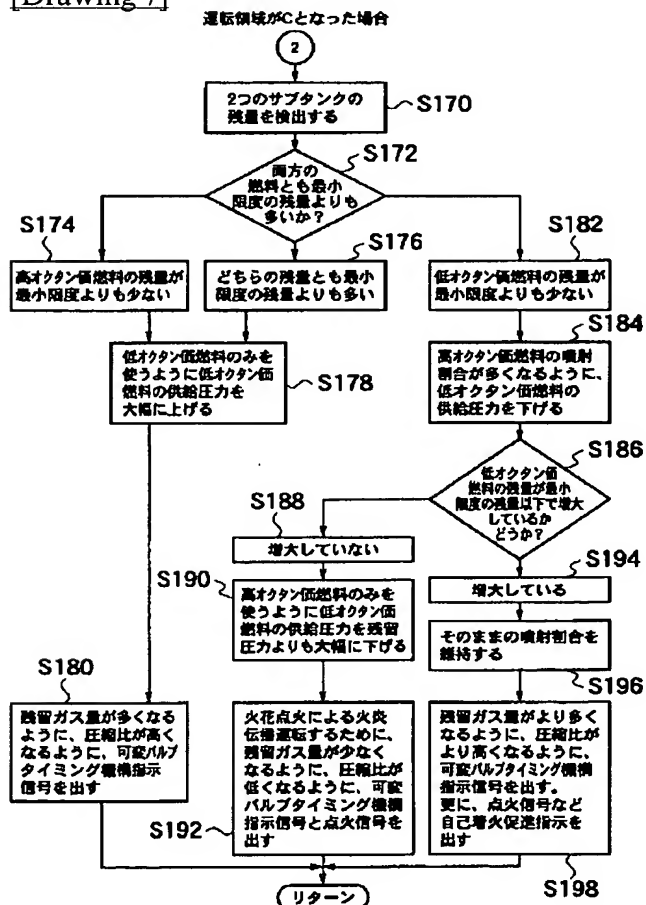 [Drawing 7]
運転領域がCとなった場合
2
2つのサブタンクの
残量を検出する
S170
S172
両方の
燃料とも最小
限度の残量よりも
多いか?
S174
高オクタン価燃料の残量が
最小限度よりも少ない
S176
どちらの残量とも最小
限度の残量よりも多い
S182
低オクタン価燃料の残量が
最小限度よりも少ない
低オクタン価燃料のみを
使うように低オクタン価
燃料の供給圧力を
大幅に上げる
S178
S184
高オクタン価燃料の噴射
割合が多くなるように、
低オクタン価燃料の
供給圧力を下げる
S186
低オクタン価
燃料の残量が最小
限度の残量以下で増大
しているか
どうか?
S188
増大していない
S194
増大している
S190
高オクタン価燃料のみを
使うように低オクタン価
燃料の供給圧力を残留
圧力よりも大幅に下げる
そのままの噴射割合を
維持する
S196
S180
残留ガス量が多くなる
ように、圧縮比が高く
なるように、可変バルブ
タイミング機構指示
信号を出す
火花点火による火炎
伝播運転するために、
残留ガス量が少なく
なるように、圧縮比が
低くなるように、可変
バルブタイミング機構
指示信号と点火信号を
出す
S192
残留ガス量がより多く
なるように、圧縮比が
より高くなるように、
可変バルブタイミング機構
指示信号を出す。
更に、点火信号など
自己着火促進指示を
出す
S198
リターン